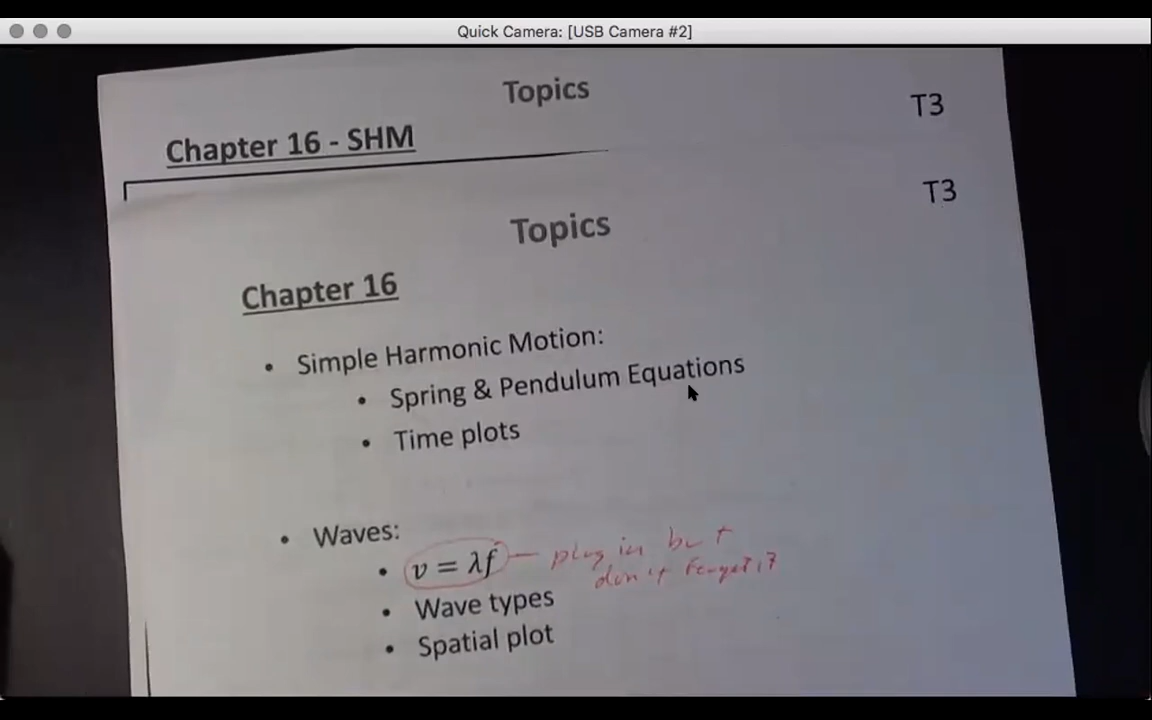 Quick Camera: [USB Camera #2]
Topics
T3
Chapter 16 - SHM
T3
Topics
Chapter 16
• Simple Harmonic Motion:
• Spring & Pendulum Equations
• Time plots
• Waves:
• v = λf — plug in but
don't forget it
• Wave types
• Spatial plot